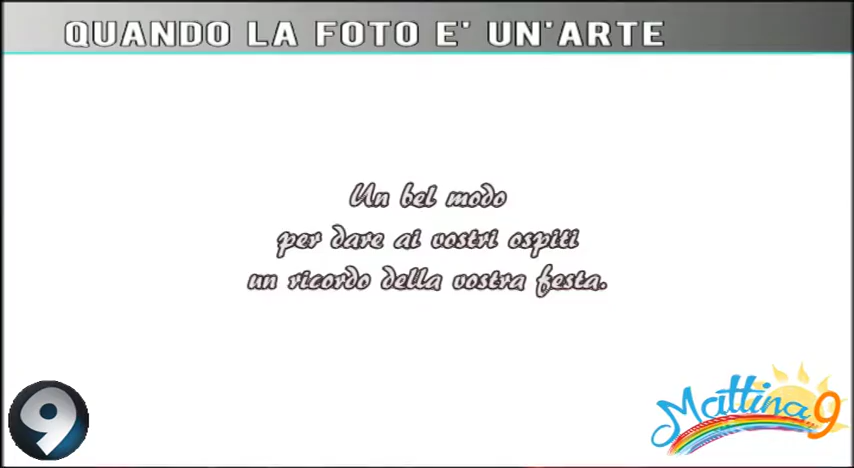 QUANDO LA FOTO E' UN'ARTE
Un bel modo
per dare ai vostri ospiti
un ricordo della vostra festa.
9
Mattina 9